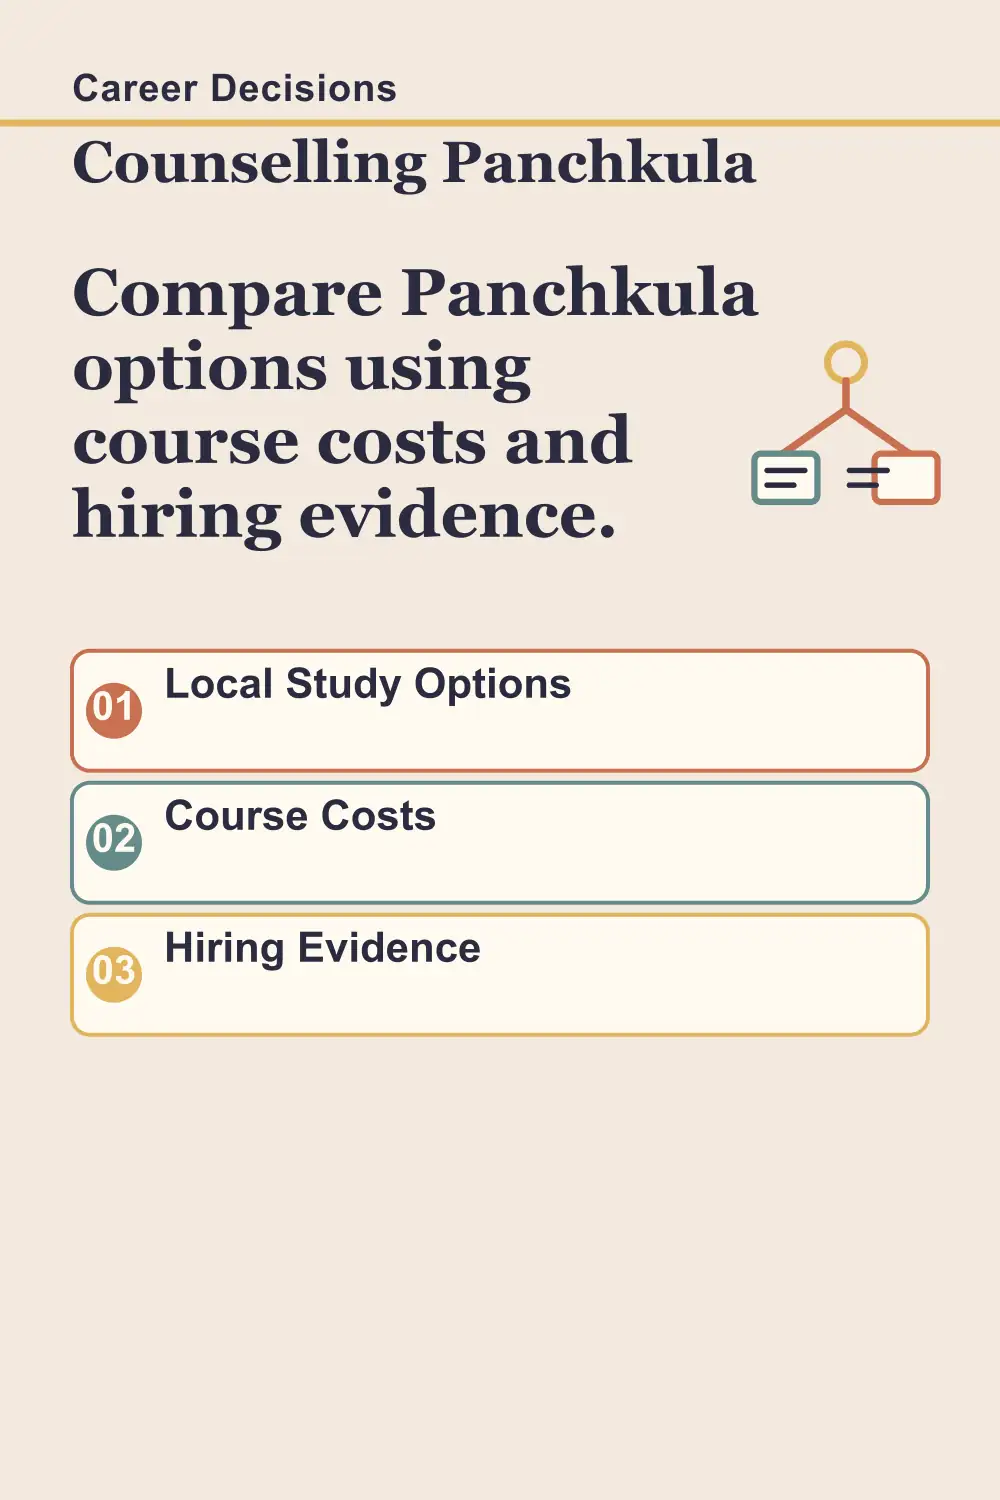 Career Decisions
Counselling Panchkula
Compare Panchkula
options using
course costs and
hiring evidence.
01 Local Study Options
02 Course Costs
03 Hiring Evidence